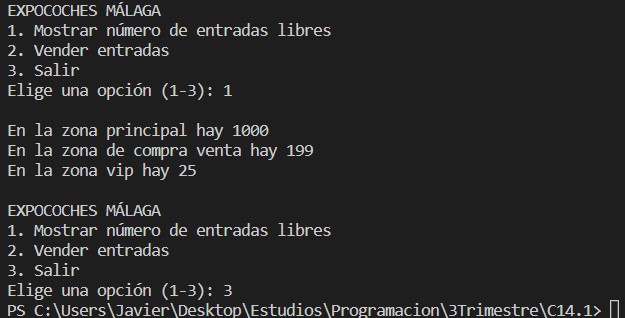 EXPOCOCHES MÁLAGA
1. Mostrar número de entradas libres
2. Vender entradas
3. Salir
Elige una opción (1-3): 1
En la zona principal hay 1000
En la zona de compra venta hay 199
En la zona vip hay 25
EXPOCOCHES MÁLAGA
1. Mostrar número de entradas libres
2. Vender entradas
3. Salir
Elige una opción (1-3): 3
PS C:\Users\Javier\Desktop\Estudios\Programacion\3Trimestre\C14.1>